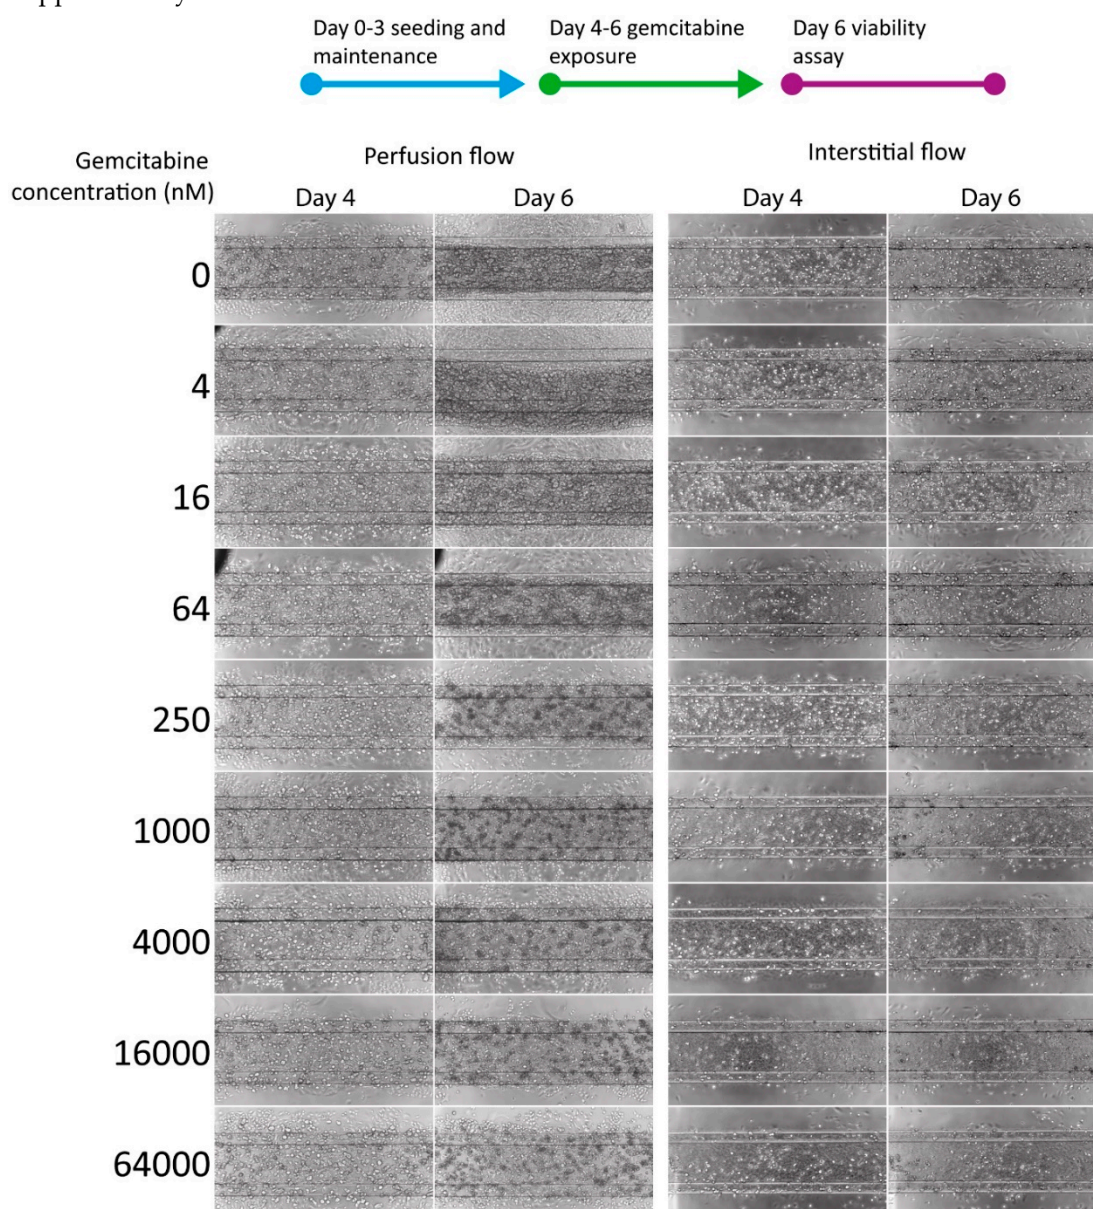 Day 0-3 seeding and
maintenance
Day 4-6 gemcitabine
exposure
Day 6 viability
assay
Gemcitabine
concentration (nM)
Perfusion flow
Interstitial flow
Day 4
Day 6
Day 4
Day 6
0
4
16
64
250
1000
4000
16000
64000